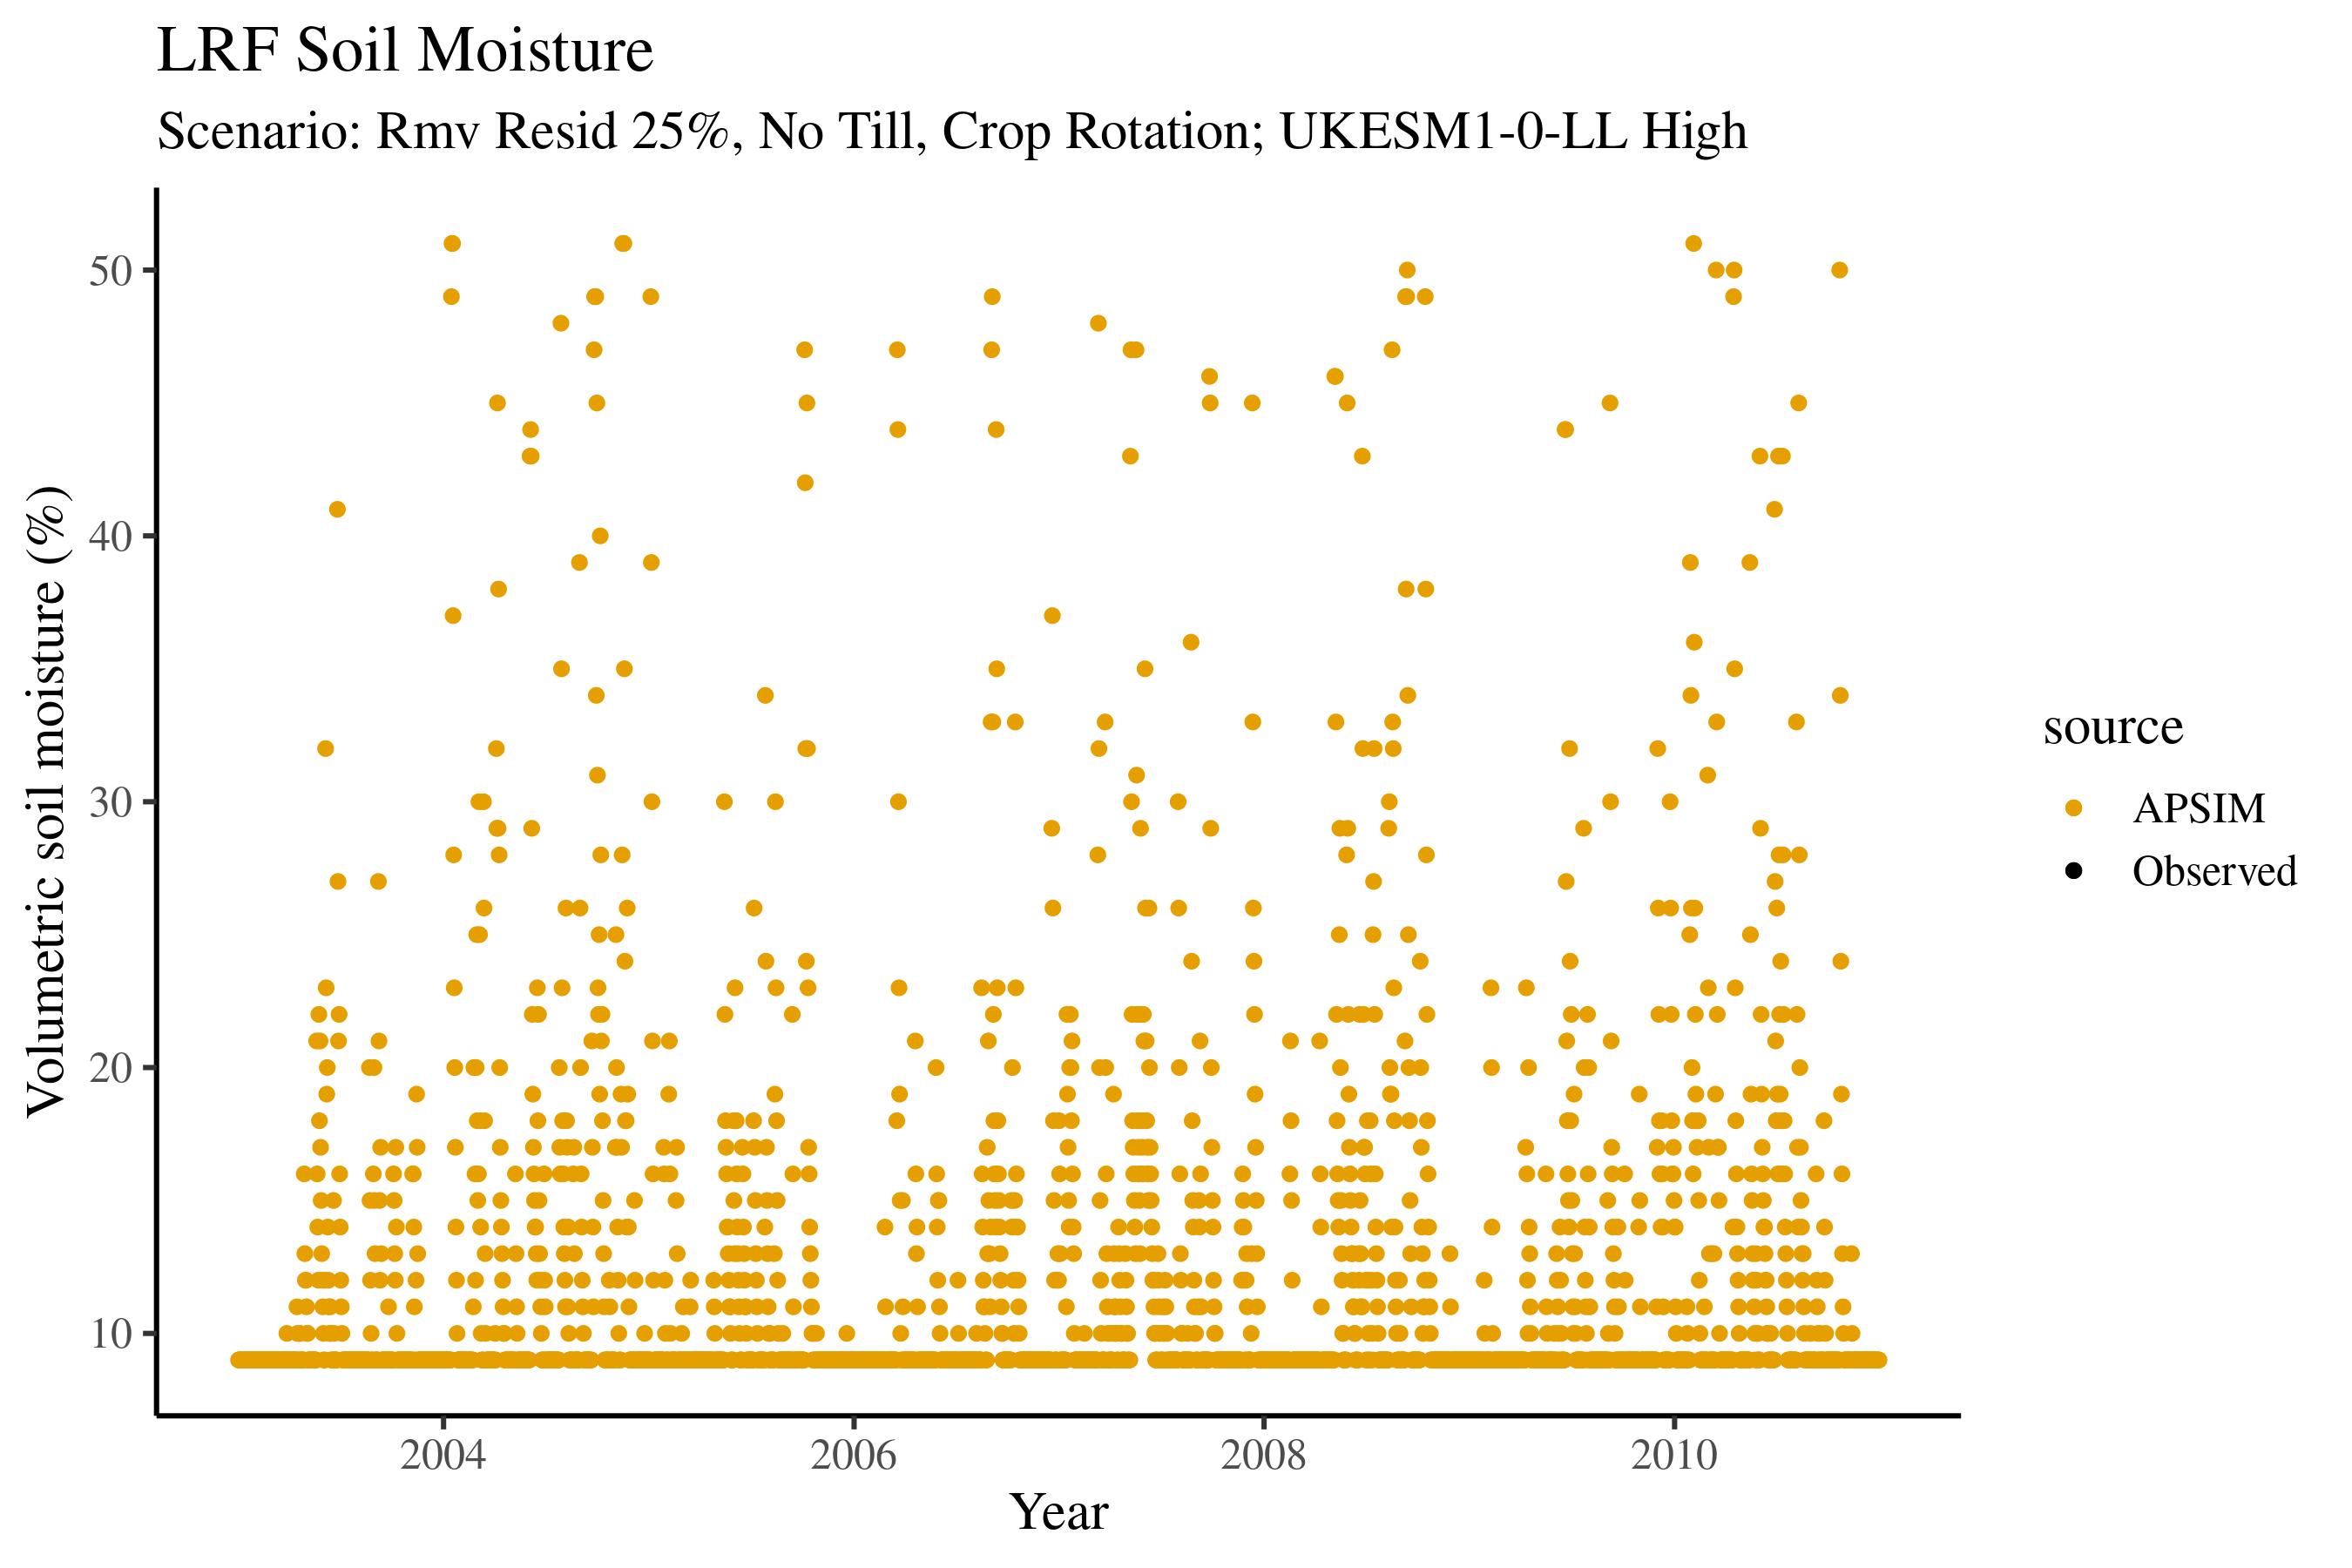 LRF Soil Moisture
Scenario: Rmv Resid 25%, No Till, Crop Rotation; UKESM1-0-LL High
Volumetric soil moisture (%)
50
40
30
20
10
2004 2006 2008 2010
Year
source
APSIM
Observed